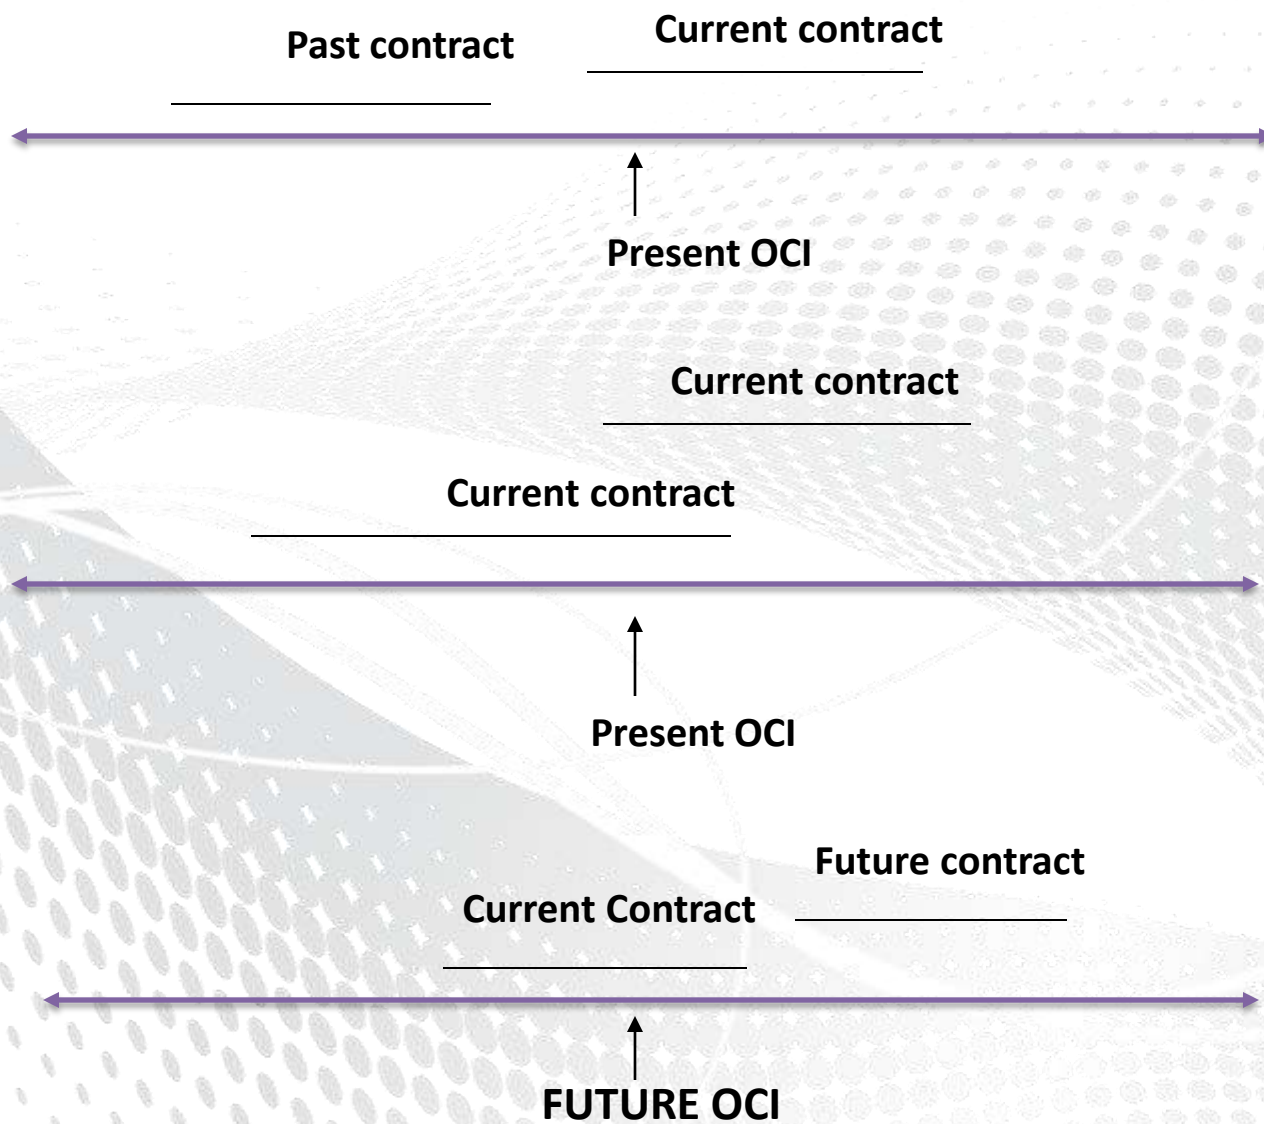 Past contract
Current contract
Present OCI
Current contract
Current contract
Present OCI
Future contract
Current Contract
FUTURE OCI